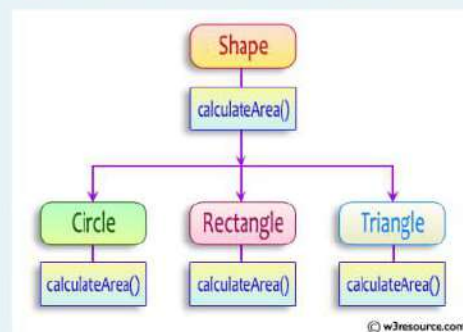 Shape
calculateArea()
Circle
Rectangle
Triangle
calculateArea()
calculateArea()
calculateArea()
© w3resource.com